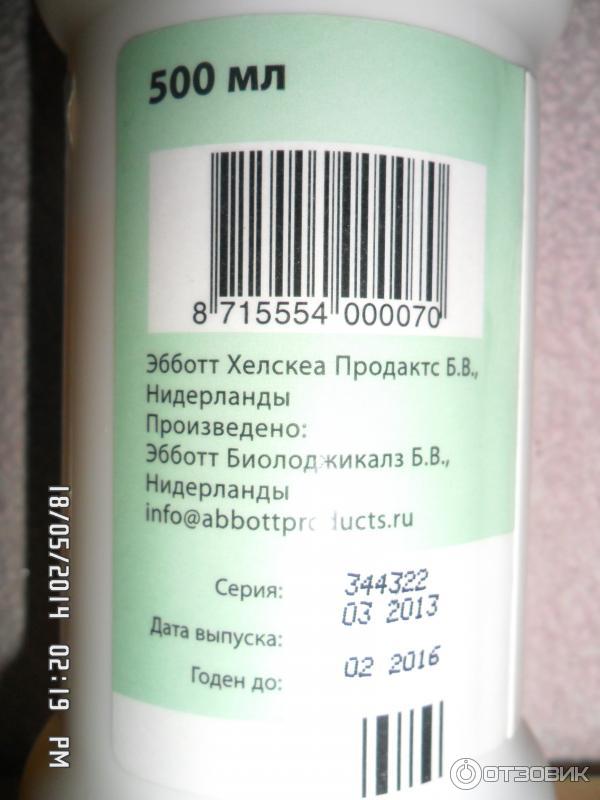 500 мл
8 715554 000070
Эбботт Хелскеа Продактс Б.В.,
Нидерланды
Произведено:
Эбботт Биолоджикалз Б.В.,
Нидерланды
info@abbottproducts.ru
Серия: 344322
Дата выпуска: 03 2013
Годен до: 02 2016
18/05/2014 02:19 PM
ОТЗОВИК